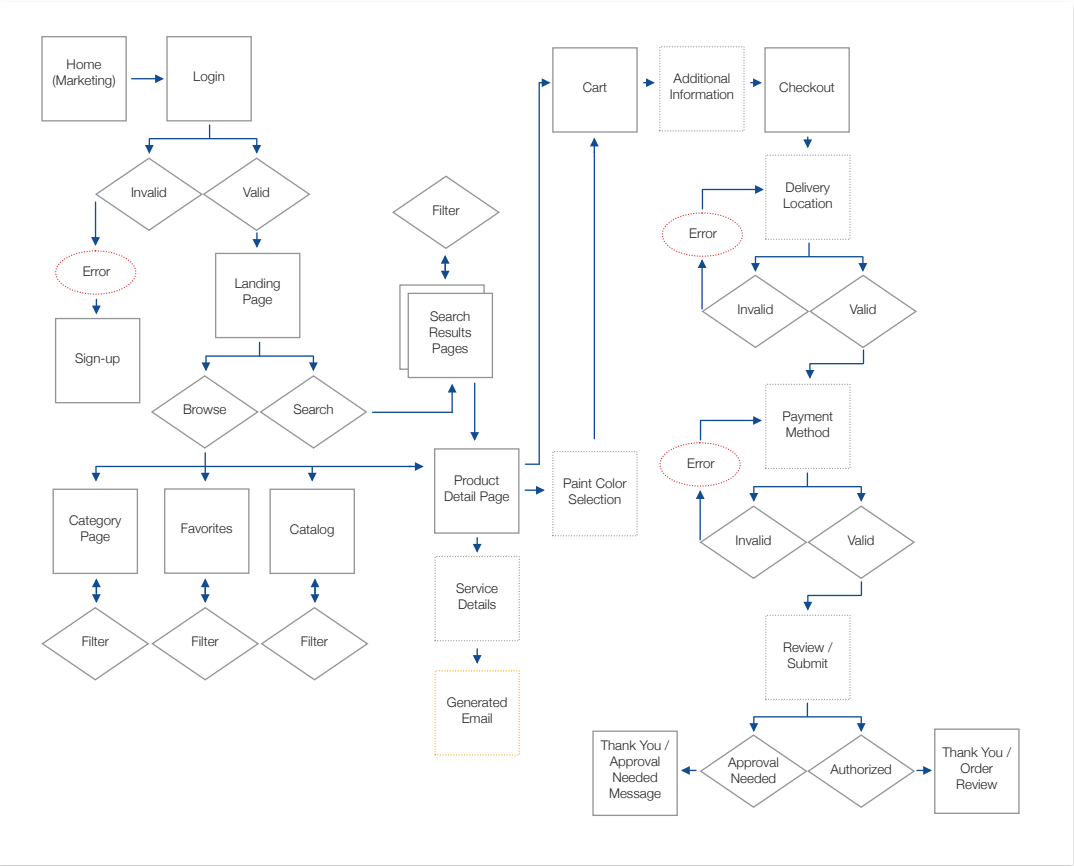 Home
(Marketing)
Login
Invalid
Valid
Error
Sign-up
Landing
Page
Browse
Search
Filter
Search
Results
Pages
Category
Page
Favorites
Catalog
Filter
Filter
Filter
Product
Detail Page
Paint Color
Selection
Service
Details
Generated
Email
Cart
Additional
Information
Checkout
Delivery
Location
Error
Invalid
Valid
Payment
Method
Error
Invalid
Valid
Review /
Submit
Approval
Needed
Authorized
Thank You /
Approval
Needed
Message
Thank You /
Order
Review